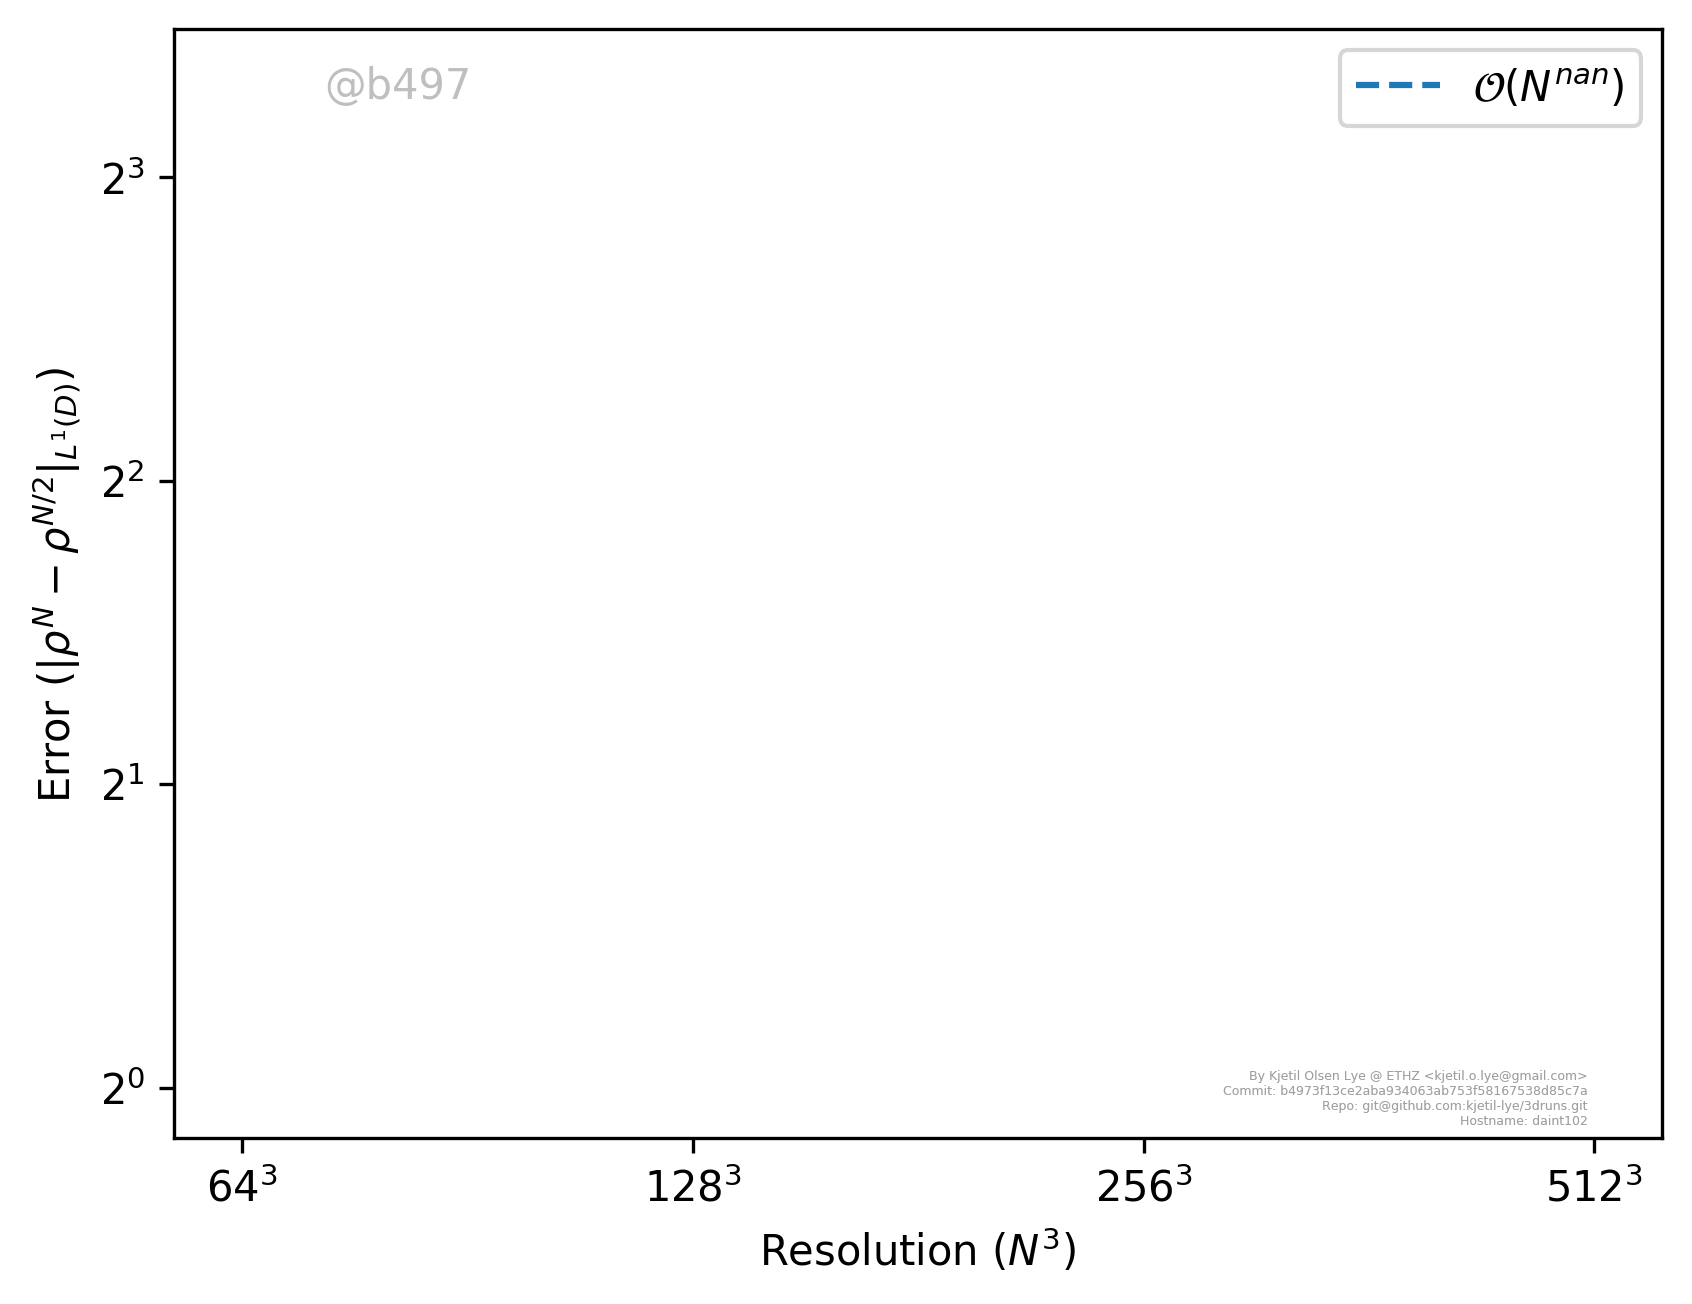 @b497
𝒪(N^{nan})
Error (|ρ^N − ρ^{N/2}|_{L^1(D)})
2^3
2^2
2^1
2^0
By Kjetil Olsen Lye @ ETHZ <kjetil.o.lye@gmail.com>
Commit: b4973f13ce2aba934063ab753f58167538d85c7a
Repo: git@github.com:kjetil-lye/3druns.git
Hostname: daint102
64^3 128^3 256^3 512^3
Resolution (N^3)